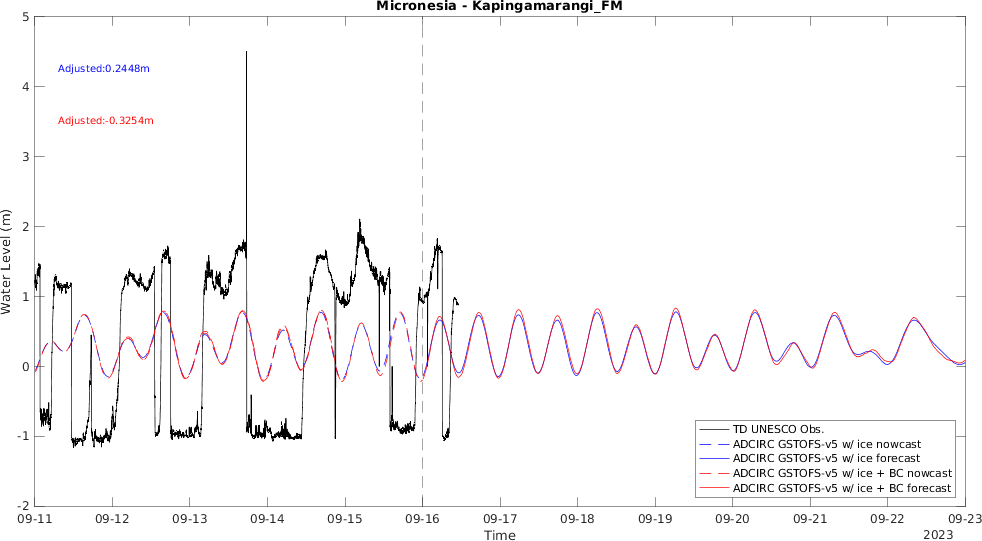 Micronesia - Kapingamarangi_FM
5
4
3
2
1
0
-1
-2
Water Level (m)
Adjusted:0.2448m
Adjusted:-0.3254m
TD UNESCO Obs.
ADCIRC GSTOFS-v5 w/ ice nowcast
ADCIRC GSTOFS-v5 w/ ice forecast
ADCIRC GSTOFS-v5 w/ ice + BC nowcast
ADCIRC GSTOFS-v5 w/ ice + BC forecast
09-11 09-12 09-13 09-14 09-15 09-16 09-17 09-18 09-19 09-20 09-21 09-22 09-23
Time
2023